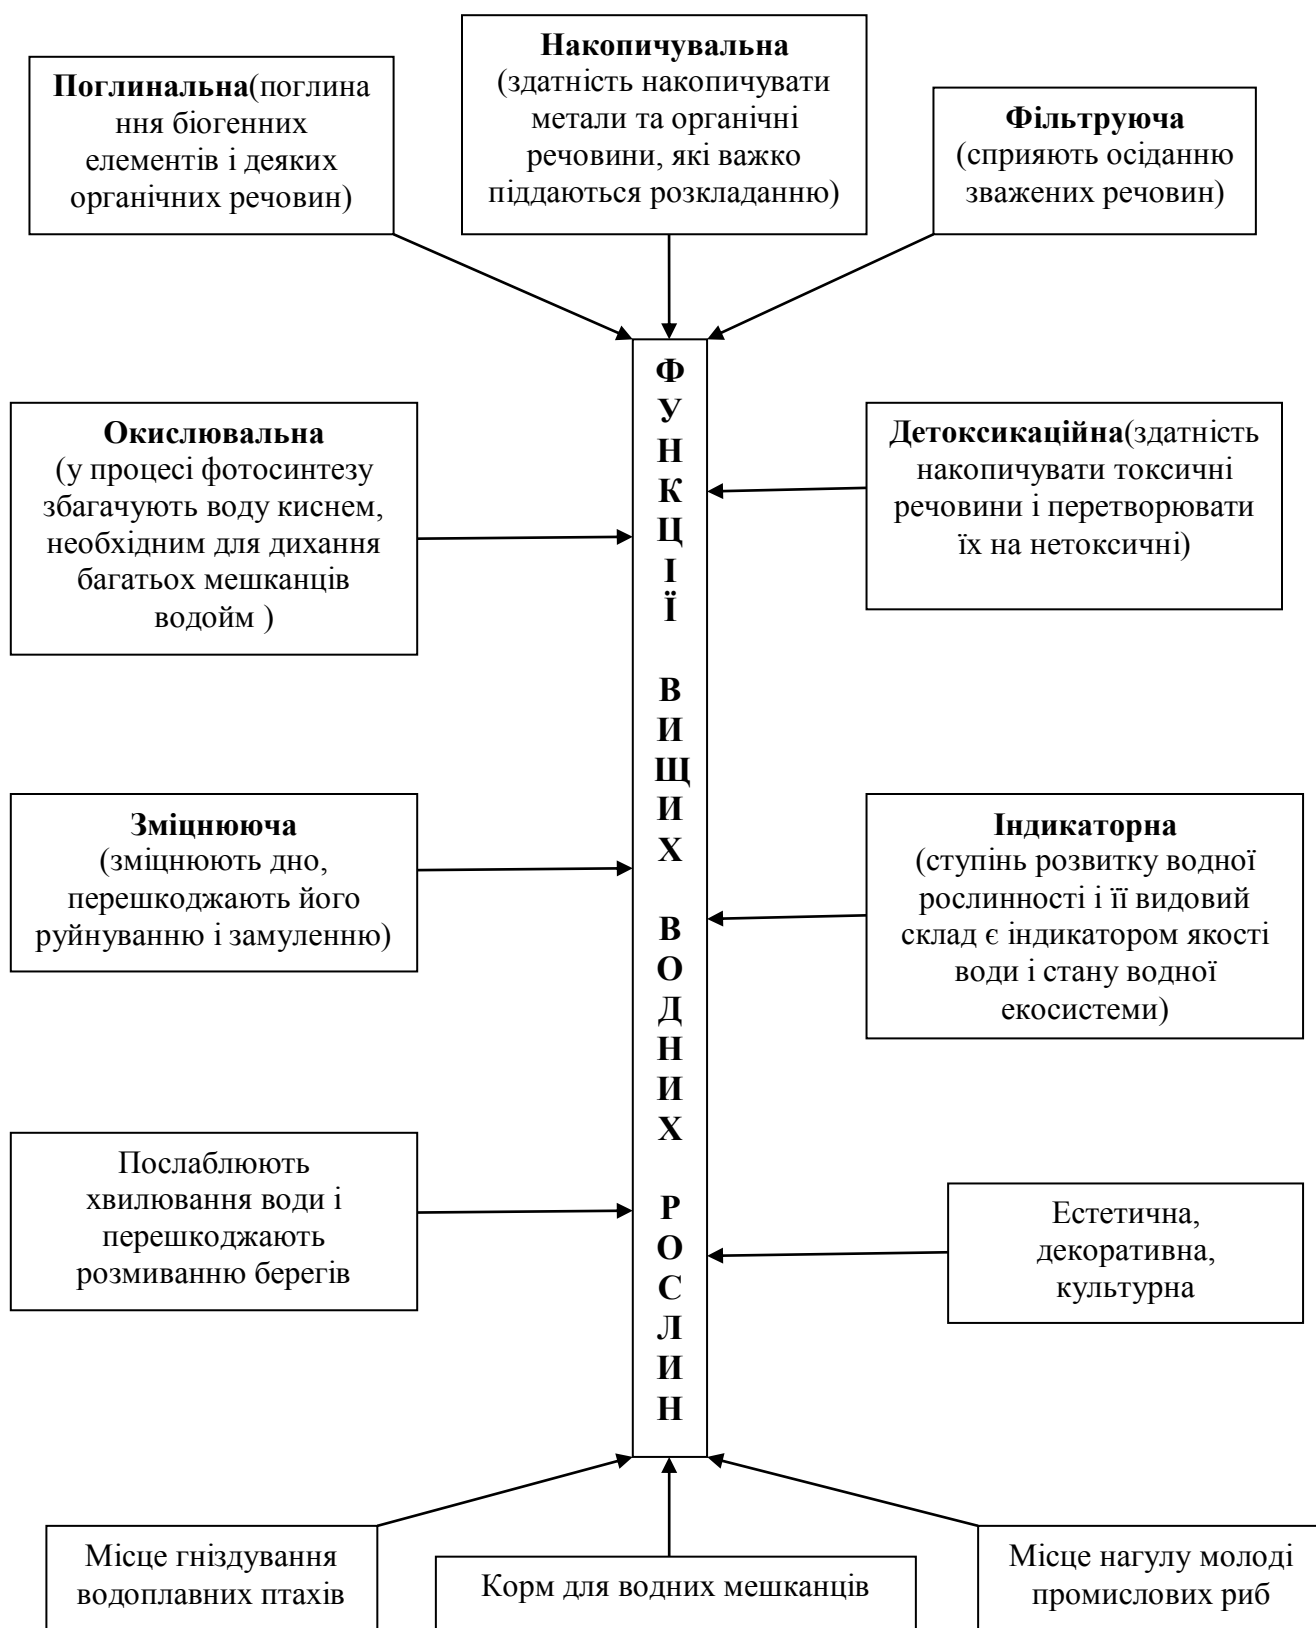 Поглинальна(поглина
ння біогенних
елементів і деяких
органічних речовин)
Накопичувальна
(здатність накопичувати
метали та органічні
речовини, які важко
піддаються розкладанню)
Фільтруюча
(сприяють осіданню
зважених речовин)
Окислювальна
(у процесі фотосинтезу
збагачують воду киснем,
необхідним для дихання
багатьох мешканців
водойм )
Ф
У
Н
К
Ц
І
Ї
В
И
Щ
И
Х
В
О
Д
Н
И
Х
Р
О
С
Л
И
Н
Детоксикаційна(здатність
накопичувати токсичні
речовини і перетворювати
їх на нетоксичні)
Зміцнююча
(зміцнюють дно,
перешкоджають його
руйнуванню і замуленню)
Індикаторна
(ступінь розвитку водної
рослинності і її видовий
склад є індикатором якості
води і стану водної
екосистеми)
Послаблюють
хвилювання води і
перешкоджають
розмиванню берегів
Естетична,
декоративна,
культурна
Місце гніздування
водоплавних птахів
Корм для водних мешканців
Місце нагулу молоді
промислових риб